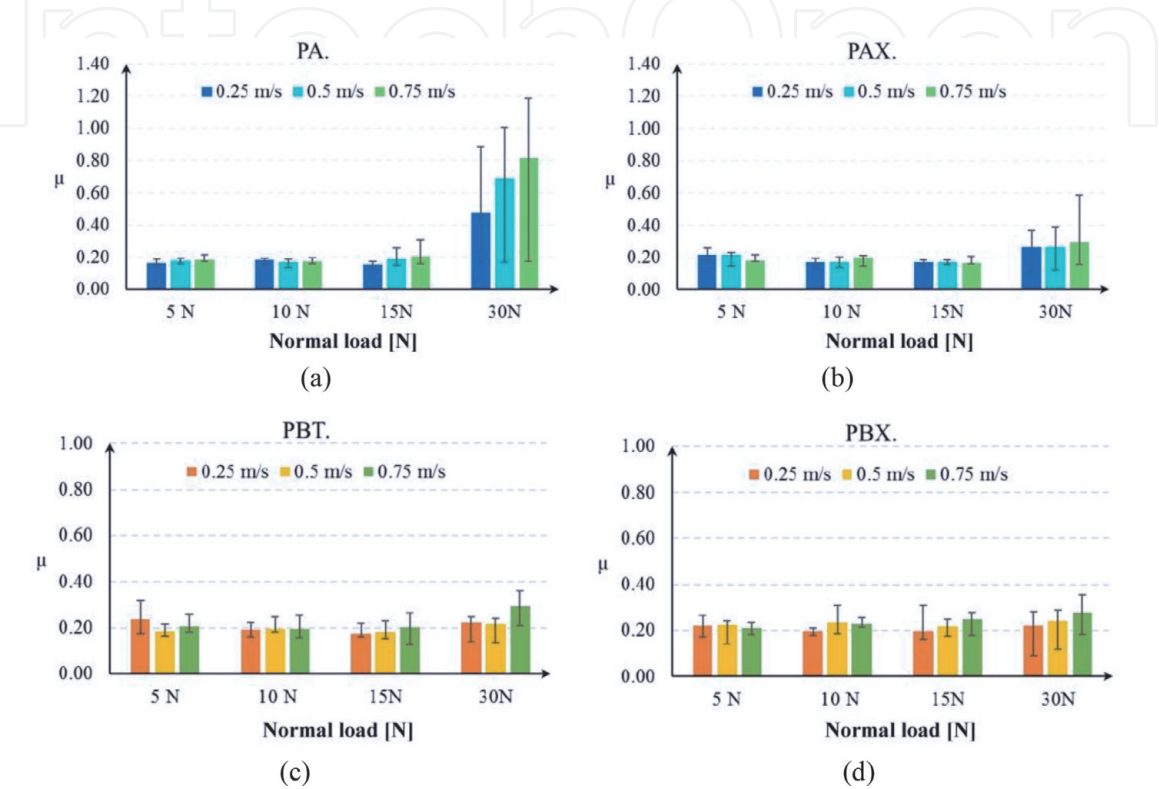 IntechOpen
PA.
1.40
1.20
1.00
0.80
0.60
0.40
0.20
0.00
μ
0.25 m/s 0.5 m/s 0.75 m/s
5 N 10 N 15N 30N
Normal load [N]
(a)
PAX.
1.40
1.20
1.00
0.80
0.60
0.40
0.20
0.00
μ
0.25 m/s 0.5 m/s 0.75 m/s
5 N 10 N 15N 30N
Normal load [N]
(b)
PBT.
1.00
0.80
0.60
0.40
0.20
0.00
μ
0.25 m/s 0.5 m/s 0.75 m/s
5 N 10 N 15N 30N
Normal load [N]
(c)
PBX.
1.00
0.80
0.60
0.40
0.20
0.00
μ
0.25 m/s 0.5 m/s 0.75 m/s
5 N 10 N 15N 30N
Normal load [N]
(d)